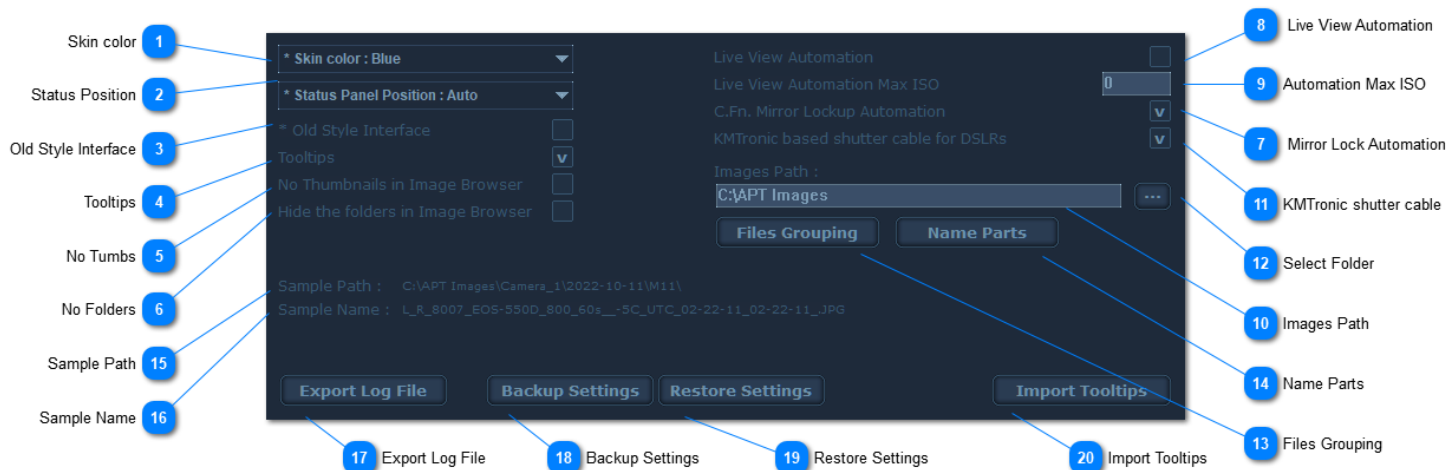 Skin color 1
Status Position 2
Old Style Interface 3
Tooltips 4
No Tumbs 5
No Folders 6
Sample Path 15
Sample Name 16
* Skin color : Blue
* Status Panel Position : Auto
* Old Style Interface
Tooltips v
No Thumbnails in Image Browser
Hide the folders in Image Browser
Live View Automation
Live View Automation Max ISO 0
C.Fn. Mirror Lockup Automation v
KMTronic based shutter cable for DSLRs v
Images Path :
C:\APT Images ...
Files Grouping Name Parts
Sample Path : C:\APT Images\Camera_1\2022-10-11\M11\
Sample Name : L_R_8007_EOS-550D_800_60s__-5C_UTC_02-22-11_02-22-11_.JPG
Export Log File Backup Settings Restore Settings Import Tooltips
8 Live View Automation
9 Automation Max ISO
7 Mirror Lock Automation
11 KMTronic shutter cable
12 Select Folder
10 Images Path
14 Name Parts
13 Files Grouping
17 Export Log File 18 Backup Settings 19 Restore Settings 20 Import Tooltips